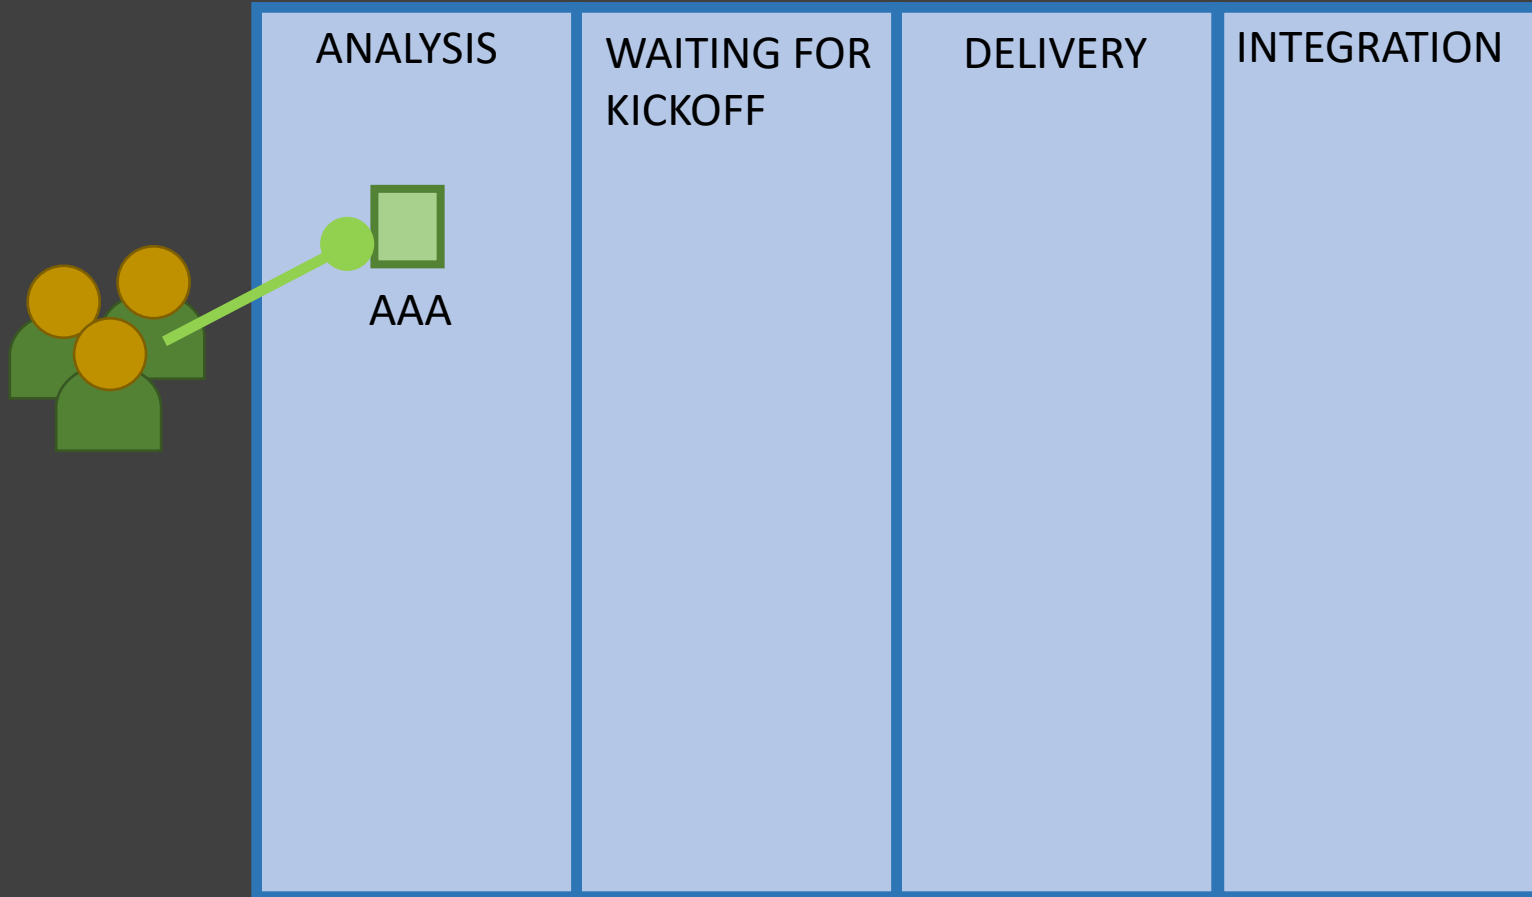 ANALYSIS
WAITING FOR
KICKOFF
DELIVERY
INTEGRATION
AAA